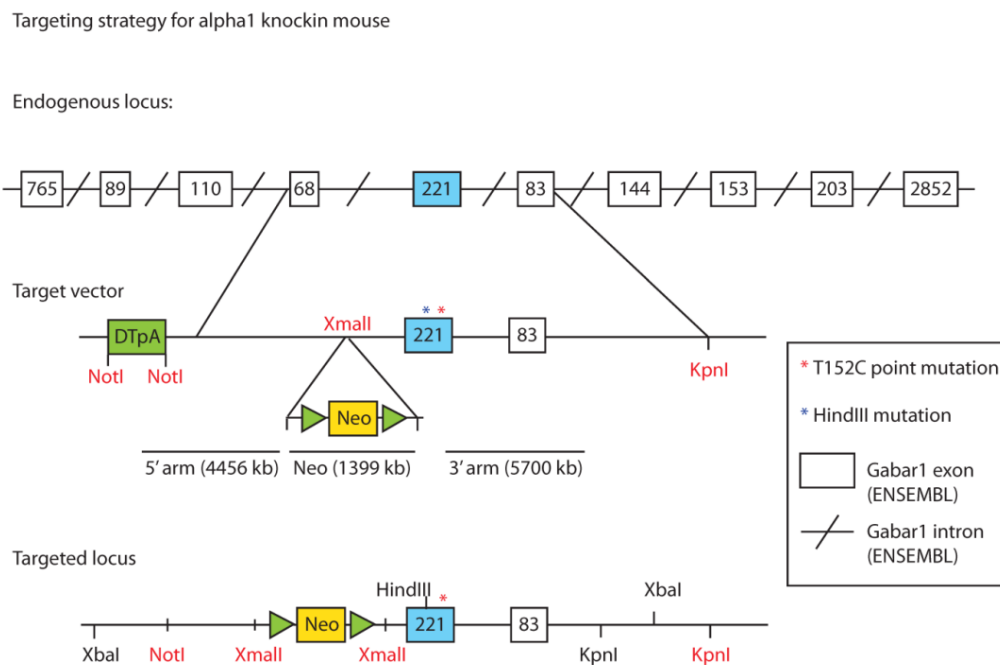 Targeting strategy for alpha1 knockin mouse
Endogenous locus:
765 89 110 68 221 83 144 153 203 2852
Target vector
* *
XmaII
DTpA 221 83
NotI NotI KpnI
Neo
5' arm (4456 kb) Neo (1399 kb) 3' arm (5700 kb)
* T152C point mutation
* HindIII mutation
Gabar1 exon
(ENSEMBL)
Gabar1 intron
(ENSEMBL)
Targeted locus
HindIII * XbaI
Neo 221 83
XbaI NotI XmaII XmaII KpnI KpnI